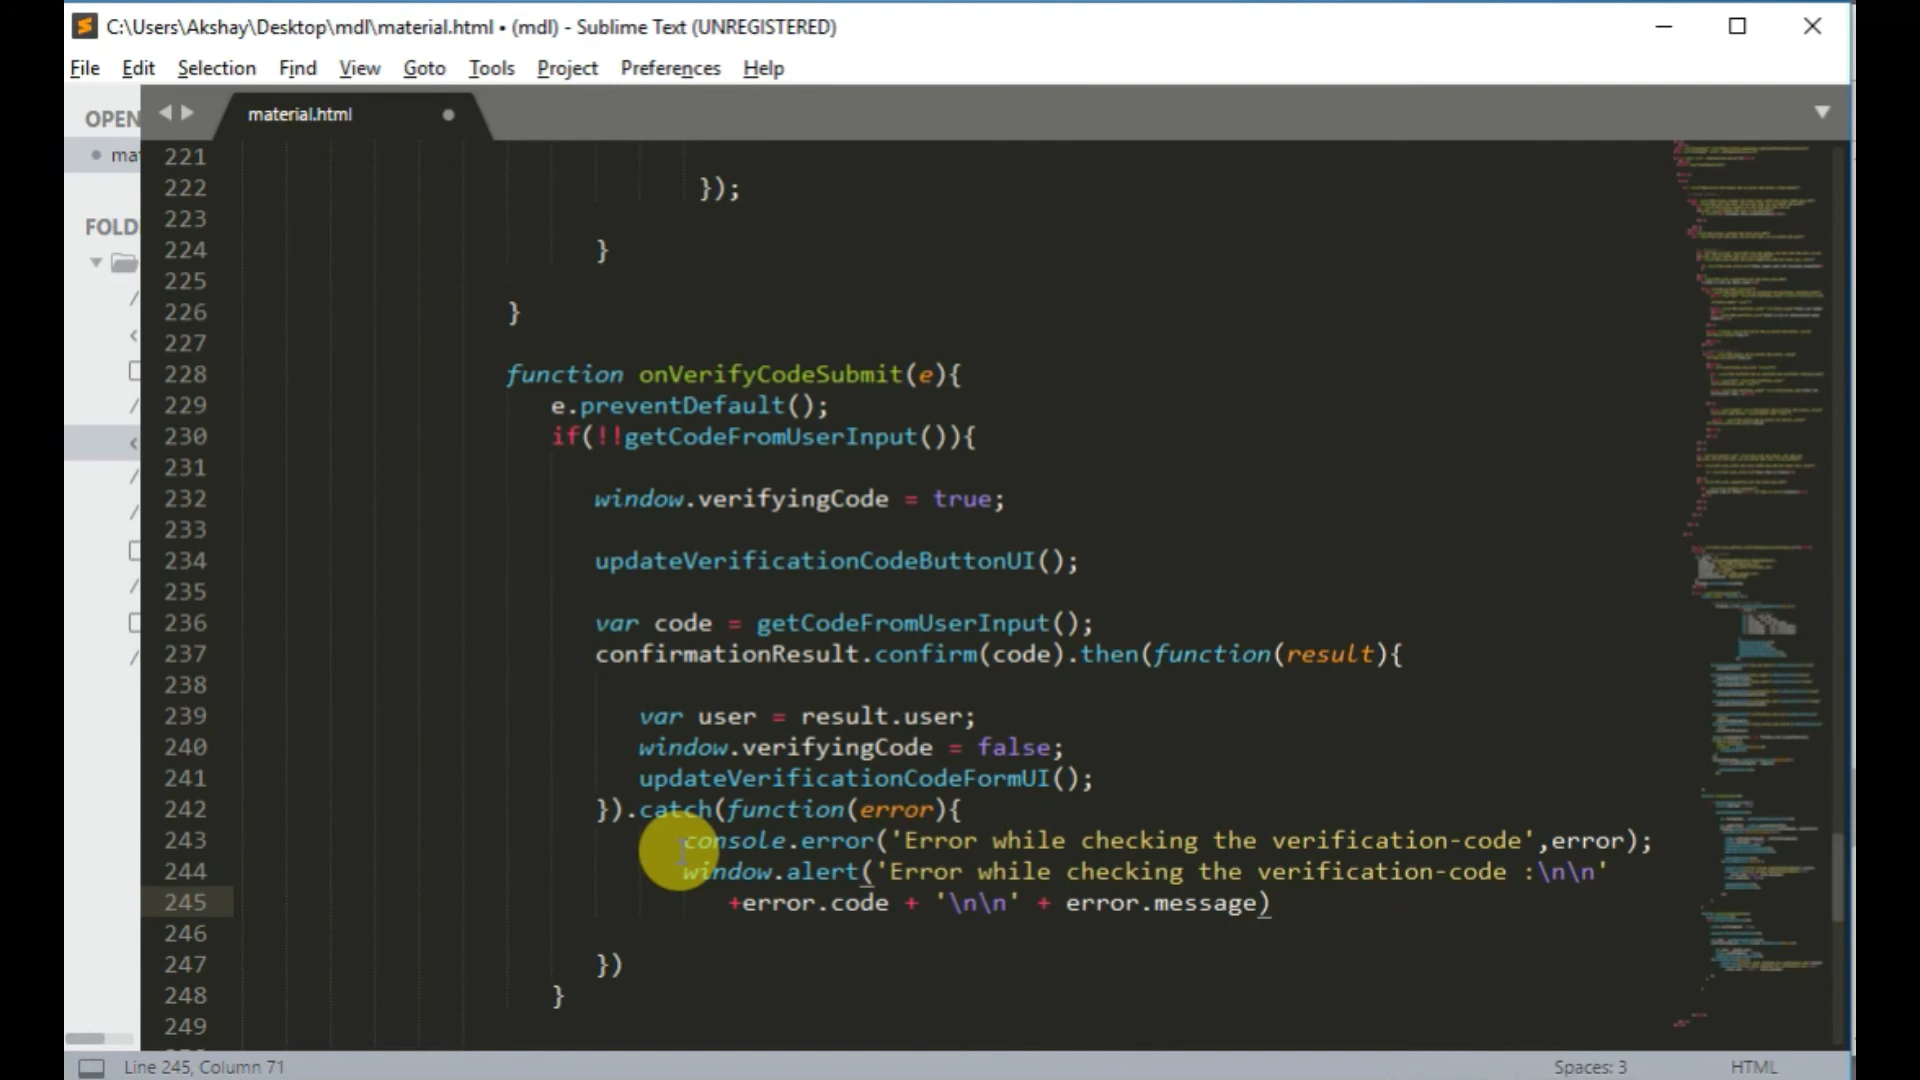 C:\Users\Akshay\Desktop\mdl\material.html • (mdl) - Sublime Text (UNREGISTERED)
File Edit Selection Find View Goto Tools Project Preferences Help
OPEN
material.html
mat
FOLD
221
222 });
223
224 }
225
226 }
227
228 function onVerifyCodeSubmit(e){
229 e.preventDefault();
230 if(!!getCodeFromUserInput()){
231
232 window.verifyingCode = true;
233
234 updateVerificationCodeButtonUI();
235
236 var code = getCodeFromUserInput();
237 confirmationResult.confirm(code).then(function(result){
238
239 var user = result.user;
240 window.verifyingCode = false;
241 updateVerificationCodeFormUI();
242 }).catch(function(error){
243 console.error('Error while checking the verification-code',error);
244 window.alert('Error while checking the verification-code :\n\n'
245 +error.code + '\n\n' + error.message)
246
247 })
248 }
249
Line 245, Column 71
Spaces: 3
HTML